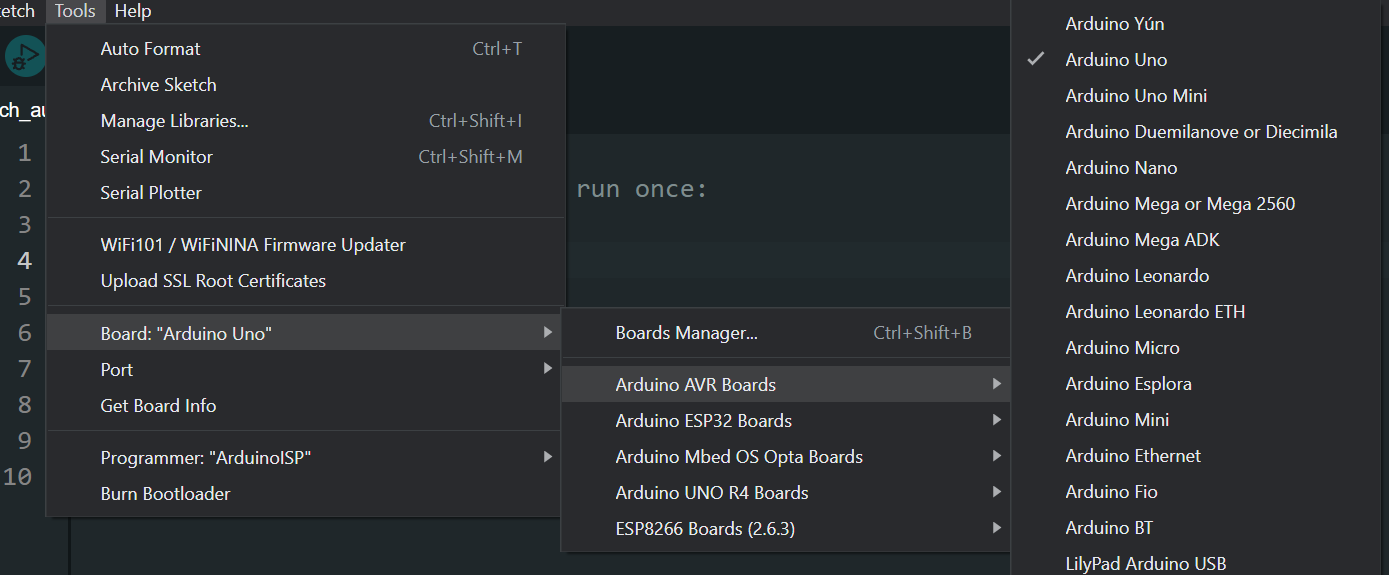 etch Tools Help
Auto Format Ctrl+T
Archive Sketch
Manage Libraries... Ctrl+Shift+I
Serial Monitor Ctrl+Shift+M
Serial Plotter
WiFi101 / WiFiNINA Firmware Updater
Upload SSL Root Certificates
Board: "Arduino Uno"
Port
Get Board Info
Programmer: "ArduinoISP"
Burn Bootloader
ch_au
1
2
3
4
5
6
7
8
9
10
run once:
Boards Manager... Ctrl+Shift+B
Arduino AVR Boards
Arduino ESP32 Boards
Arduino Mbed OS Opta Boards
Arduino UNO R4 Boards
ESP8266 Boards (2.6.3)
Arduino Yún
Arduino Uno
Arduino Uno Mini
Arduino Duemilanove or Diecimila
Arduino Nano
Arduino Mega or Mega 2560
Arduino Mega ADK
Arduino Leonardo
Arduino Leonardo ETH
Arduino Micro
Arduino Esplora
Arduino Mini
Arduino Ethernet
Arduino Fio
Arduino BT
LilyPad Arduino USB